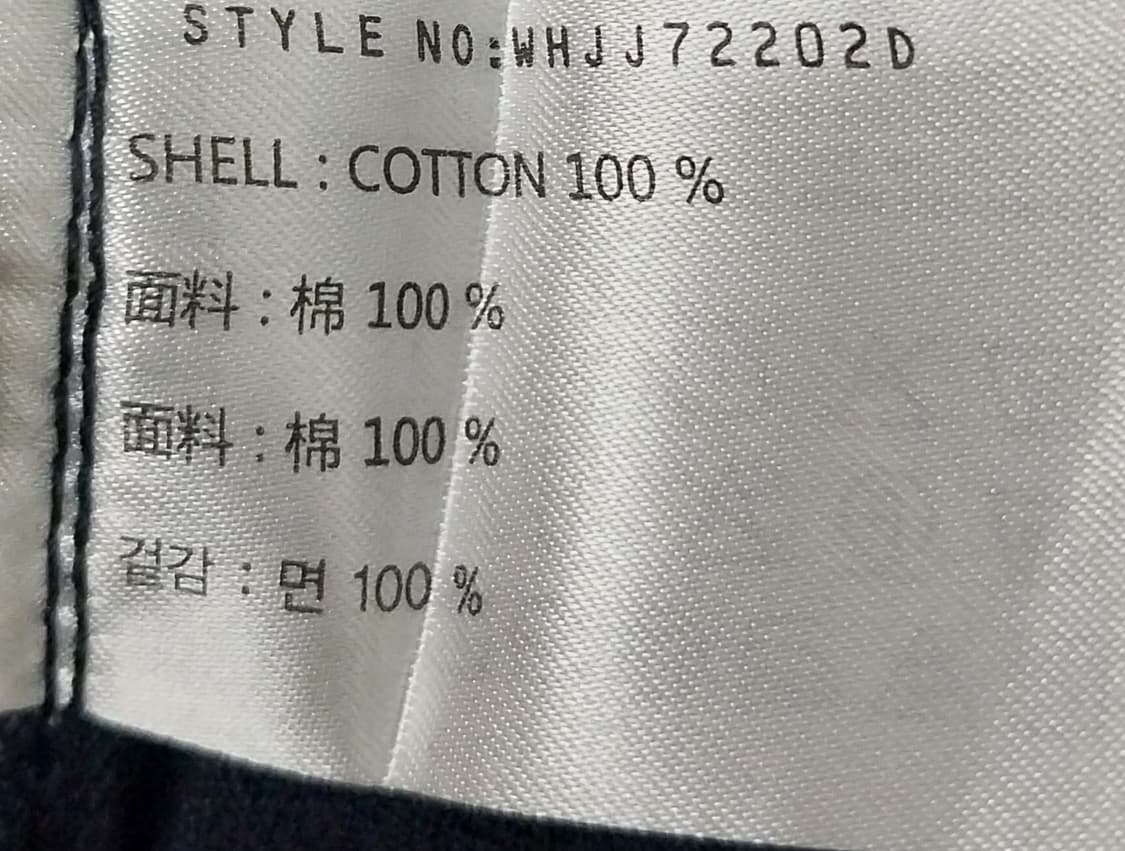 STYLE NO:WHJJ72202D
SHELL : COTTON 100 %
面料 : 棉 100 %
面料 : 棉 100 %
겉감 : 면 100 %